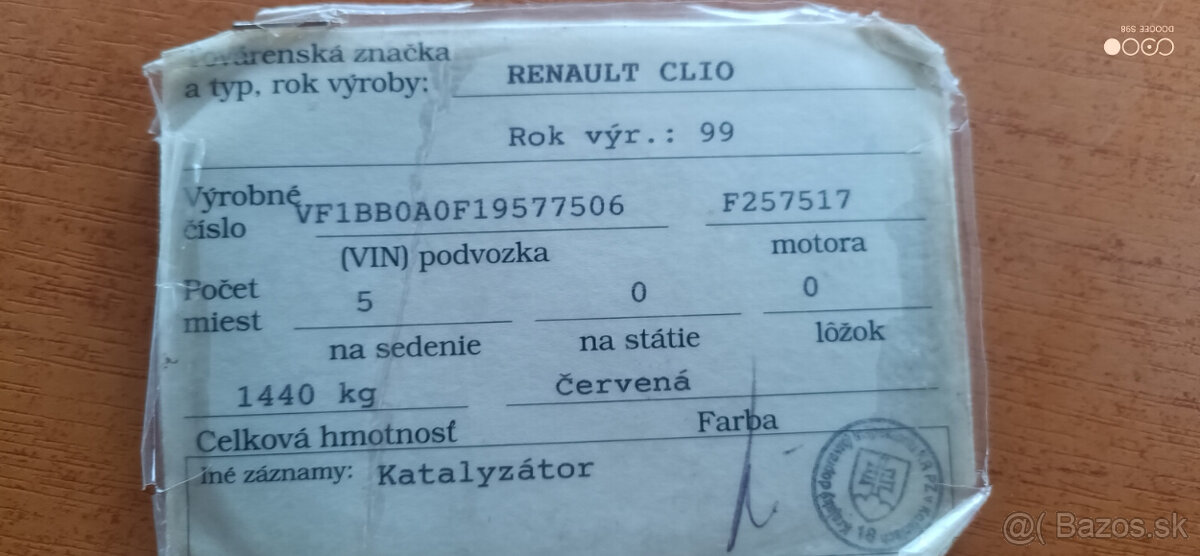 továrenská značka
a typ, rok výroby: RENAULT CLIO
Rok výr.: 99
Výrobné
číslo VF1BB0A0F19577506 F257517
(VIN) podvozka motora
Počet
miest 5 0 0
na sedenie na státie lôžok
1440 kg Červená
Celková hmotnosť Farba
Iné záznamy: Katalyzátor
18
DOOGEE S98
@( Bazos.sk